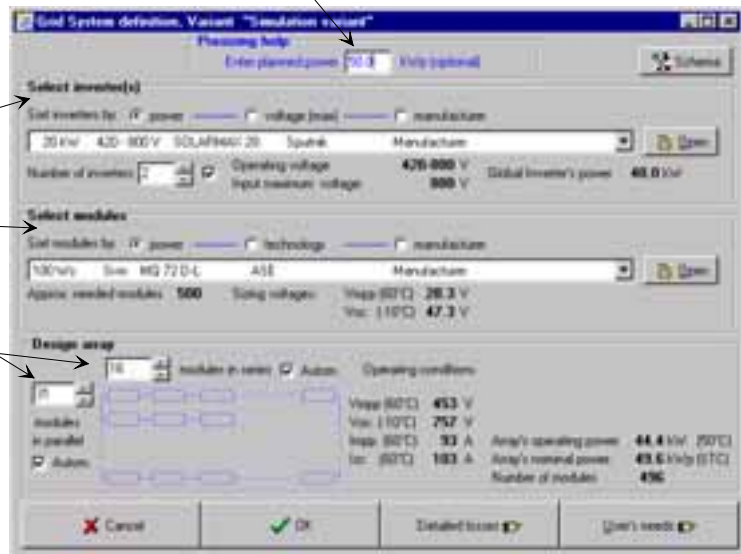 Grid System definition, Variant "Simulation variant"
Presizing help
Enter planned power 50.0 kWp (optional)
Scheme
Select inverter(s)
Sort inverters by: power voltage (max) manufacturer
20 kW 420-800 V SOLARMAX 20 Sputnik Manufacturer Open
Number of inverters 2 Operating voltage 420-800 V Global Inverter's power 40.0 kW
Input maximum voltage 800 V
Select modules
Sort modules by: power technology manufacturer
100 Wp MQ 72 D-L ASE Manufacturer Open
Approx. needed modules 500 Sizing voltages: Vmpp (60°C) 28.3 V
Voc (-10°C) 47.3 V
Design array
16 modules in series Autom. Operating conditions
31
modules in parallel
Autom.
Vmpp (60°C) 453 V
Voc (-10°C) 757 V
Impp (60°C) 93 A Array's operating power 44.4 kW (50°C)
Isc (60°C) 103 A Array's nominal power 49.6 kWp (STC)
Number of modules 496
Cancel OK Detailed losses User's needs